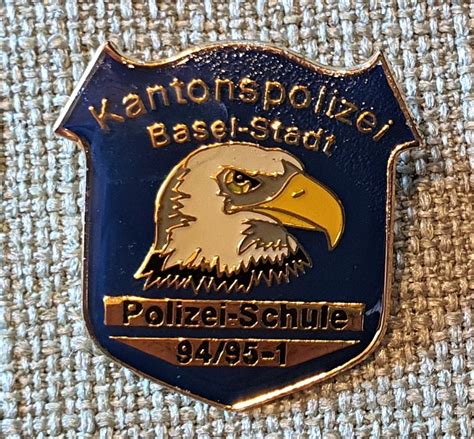 Kantonspolizei
Basel-Stadt
Polizei-Schule
94/95-1